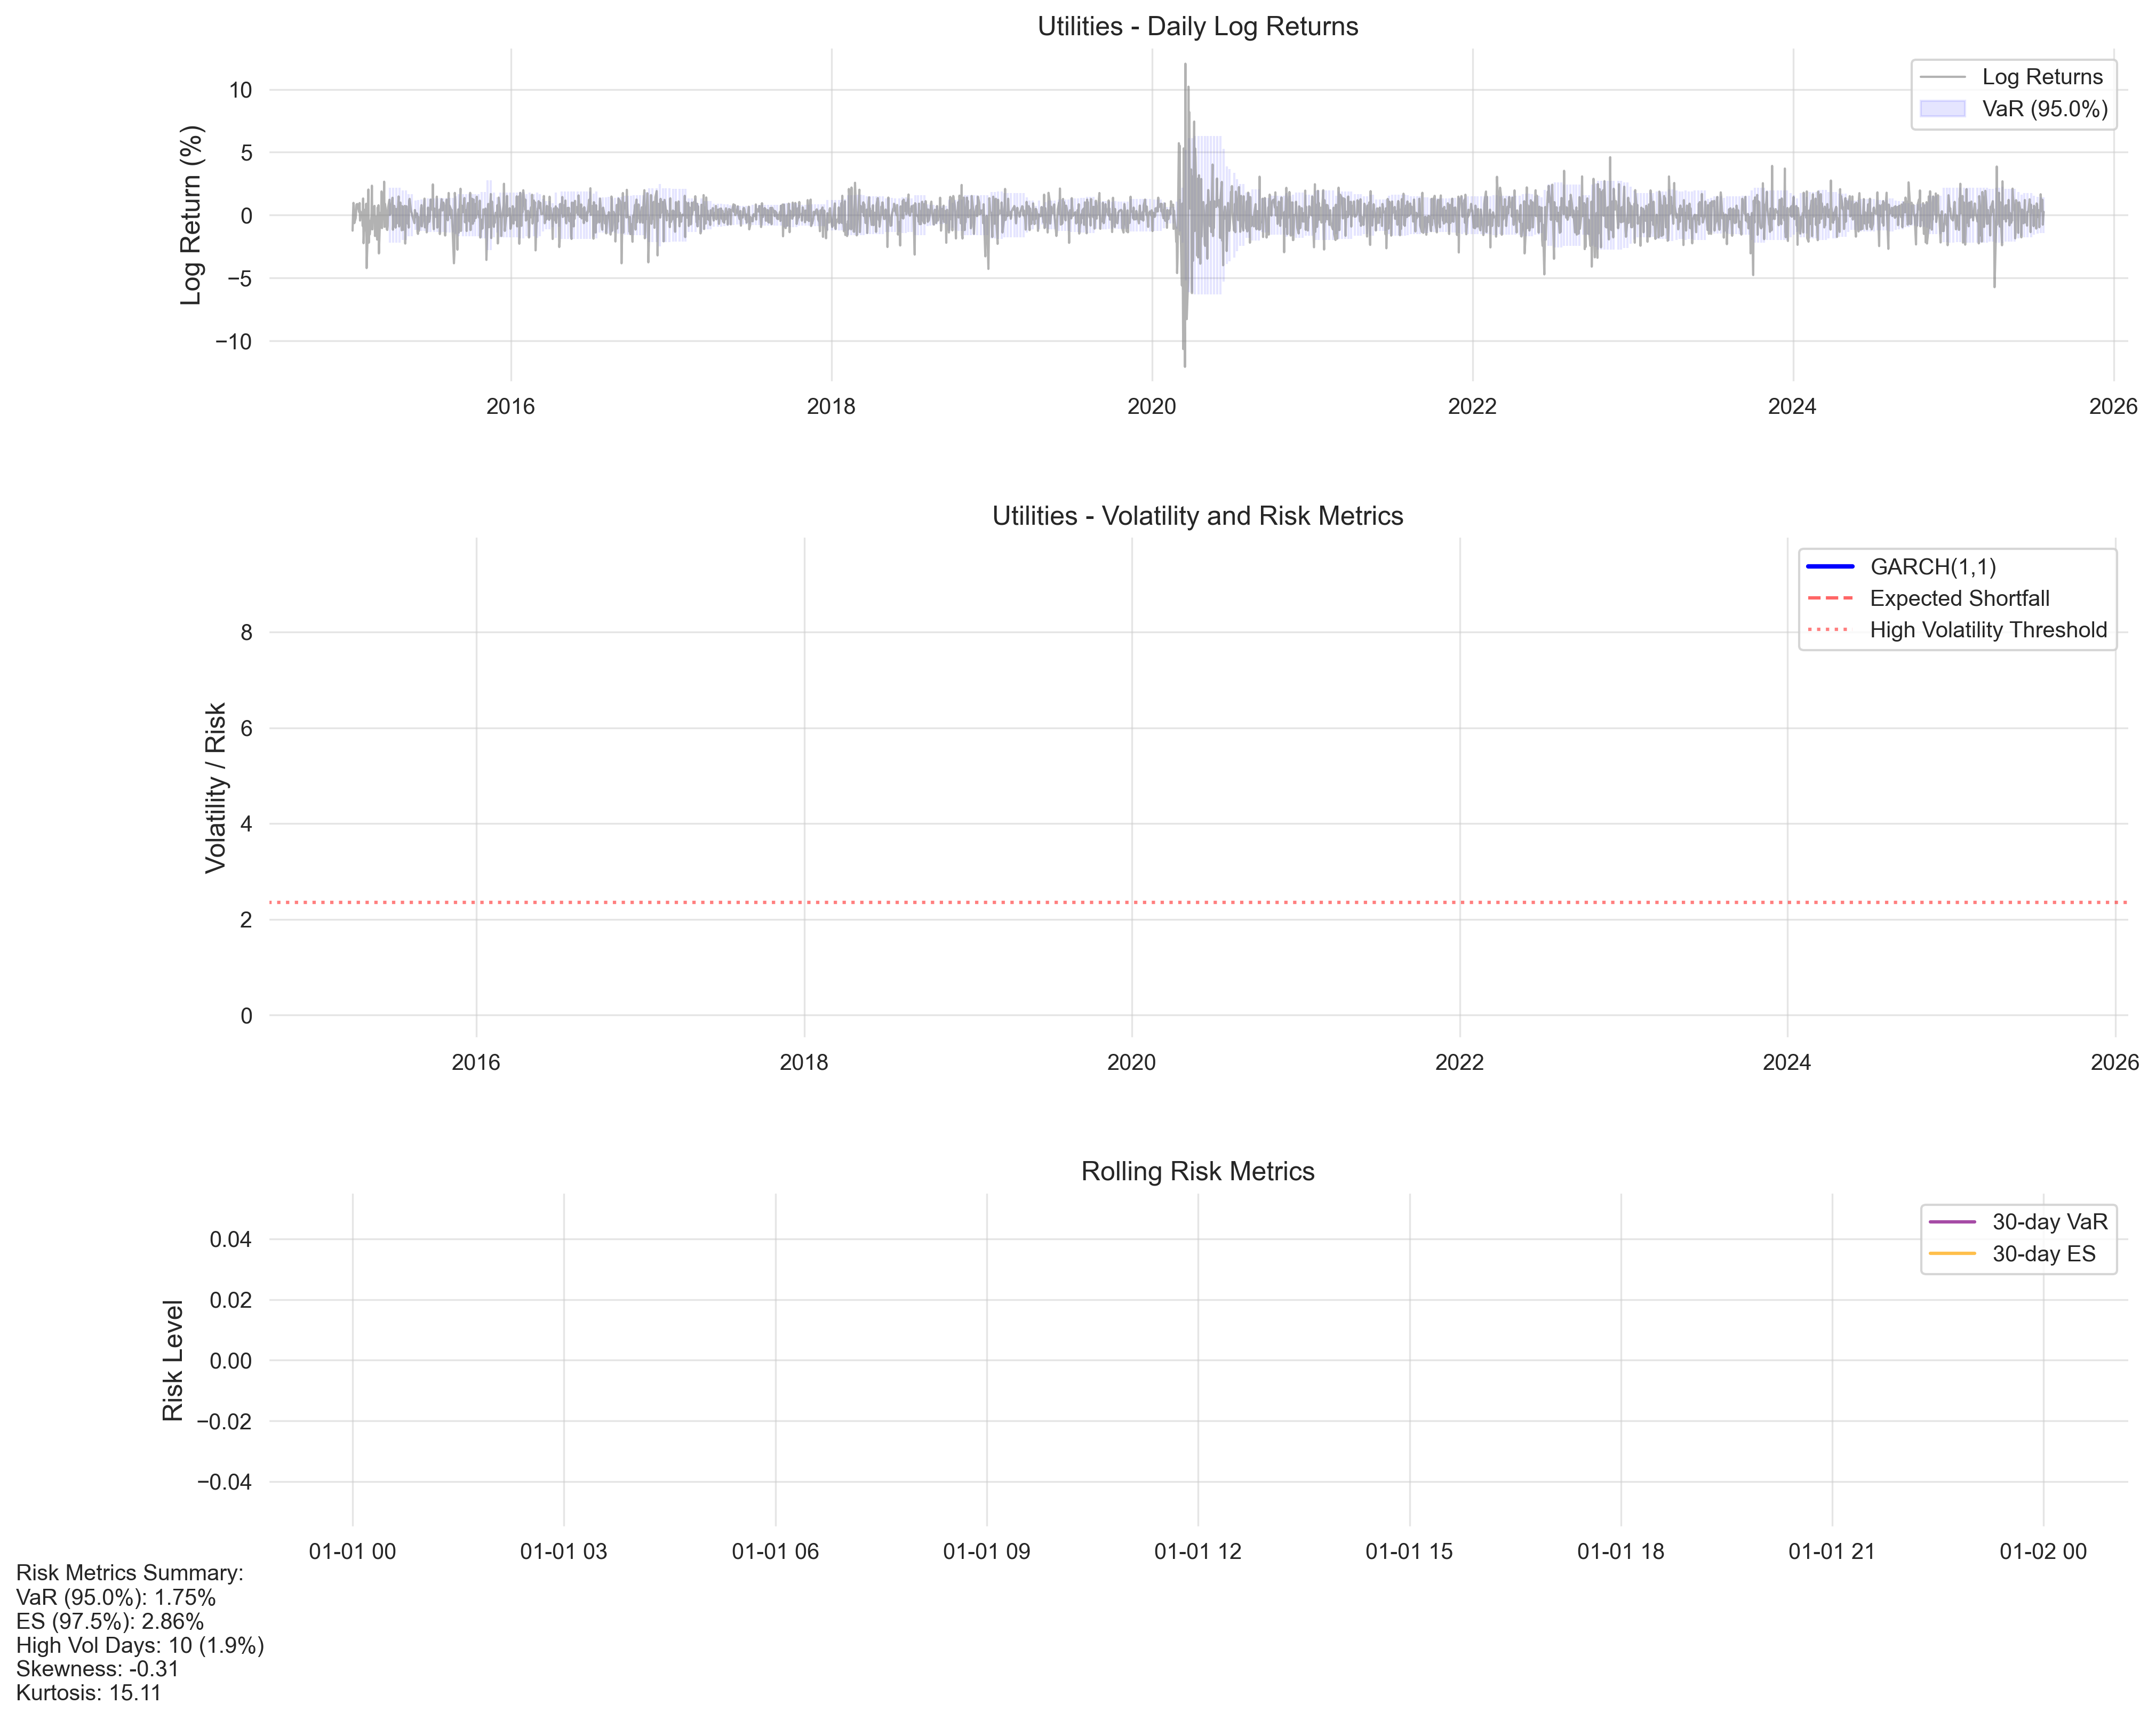 Utilities - Daily Log Returns
Log Return (%)
10
5
0
−5
−10
Log Returns
VaR (95.0%)
2016 2018 2020 2022 2024 2026
Utilities - Volatility and Risk Metrics
Volatility / Risk
8
6
4
2
0
GARCH(1,1)
Expected Shortfall
High Volatility Threshold
2016 2018 2020 2022 2024 2026
Rolling Risk Metrics
Risk Level
0.04
0.02
0.00
−0.02
−0.04
30-day VaR
30-day ES
01-01 00 01-01 03 01-01 06 01-01 09 01-01 12 01-01 15 01-01 18 01-01 21 01-02 00
Risk Metrics Summary:
VaR (95.0%): 1.75%
ES (97.5%): 2.86%
High Vol Days: 10 (1.9%)
Skewness: -0.31
Kurtosis: 15.11